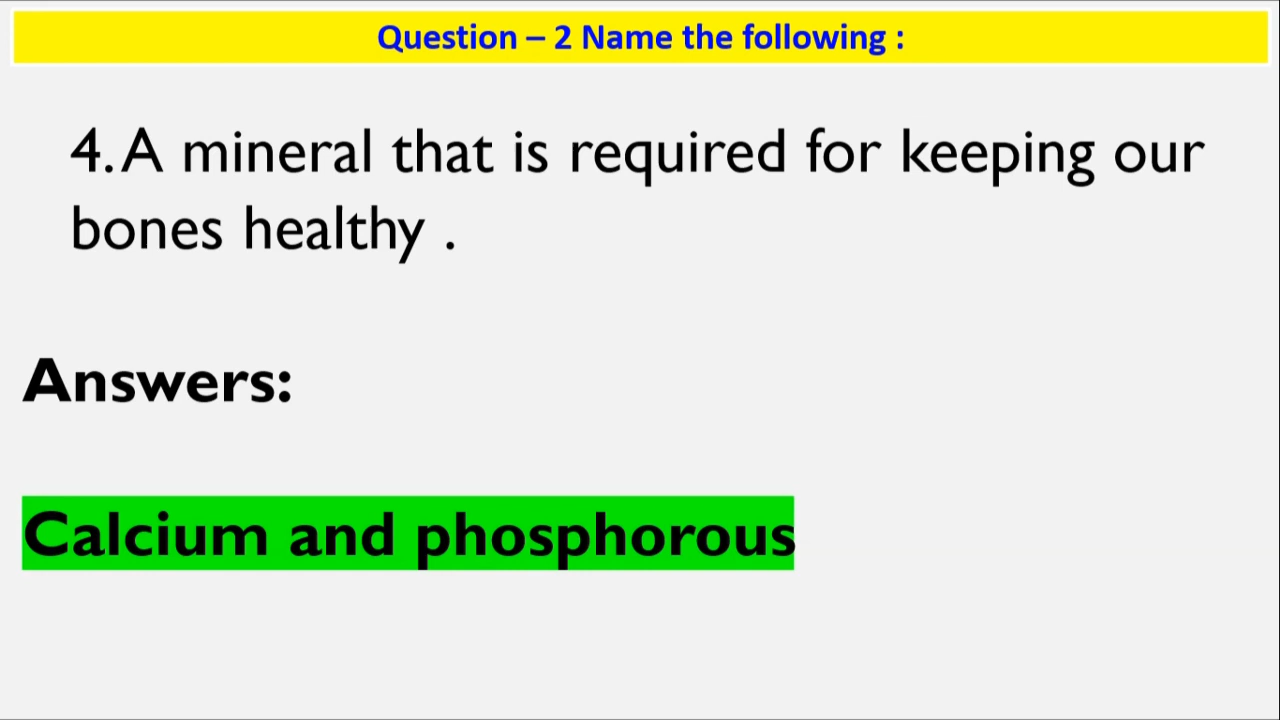 Question – 2 Name the following :
4. A mineral that is required for keeping our
bones healthy .
Answers:
Calcium and phosphorous